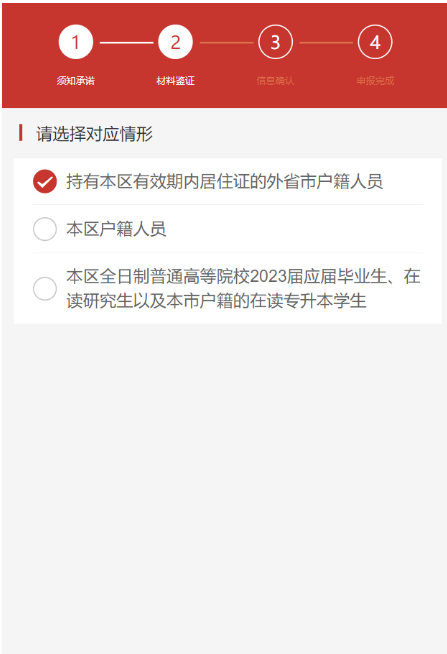 1 2 3 4
须知承诺 材料鉴证 信息确认 申报完成
请选择对应情形
持有本区有效期内居住证的外省市户籍人员
本区户籍人员
本区全日制普通高等院校2023届应届毕业生、在
读研究生以及本市户籍的在读专升本学生